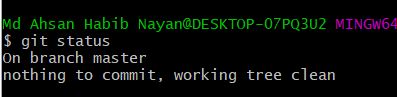 Md Ahsan Habib Nayan@DESKTOP-07PQ3U2 MINGW64
$ git status
On branch master
nothing to commit, working tree clean